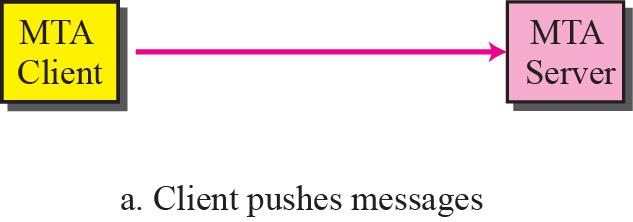 MTA
Client
MTA
Server
a. Client pushes messages